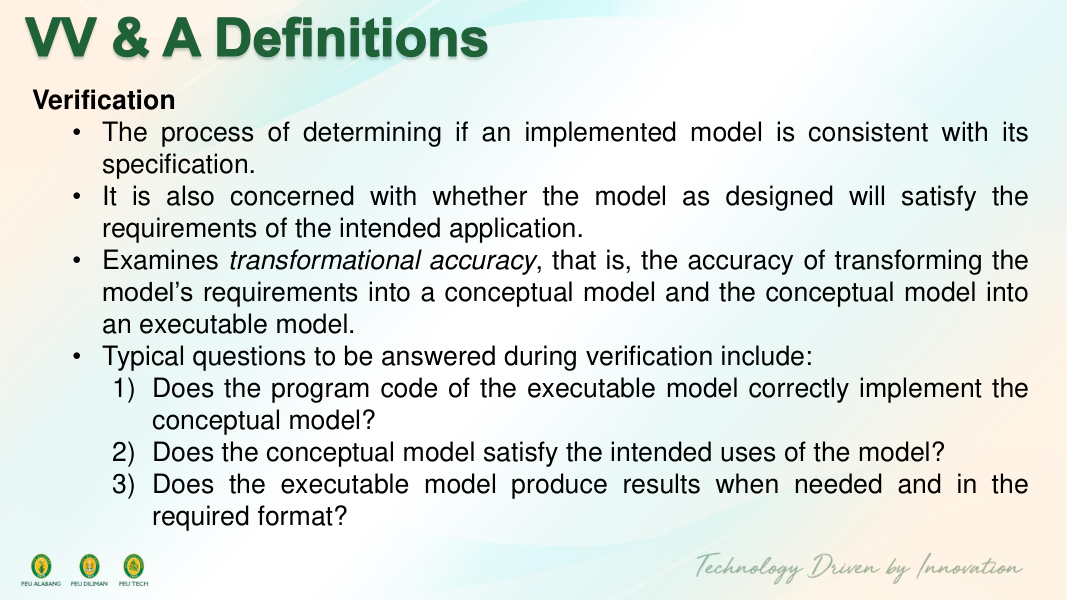 VV & A Definitions
Verification
• The process of determining if an implemented model is consistent with its
specification.
• It is also concerned with whether the model as designed will satisfy the
requirements of the intended application.
• Examines transformational accuracy, that is, the accuracy of transforming the
model’s requirements into a conceptual model and the conceptual model into
an executable model.
• Typical questions to be answered during verification include:
1) Does the program code of the executable model correctly implement the
conceptual model?
2) Does the conceptual model satisfy the intended uses of the model?
3) Does the executable model produce results when needed and in the
required format?
FEU ALABANG FEU DILIMAN FEU TECH
Technology Driven by Innovation